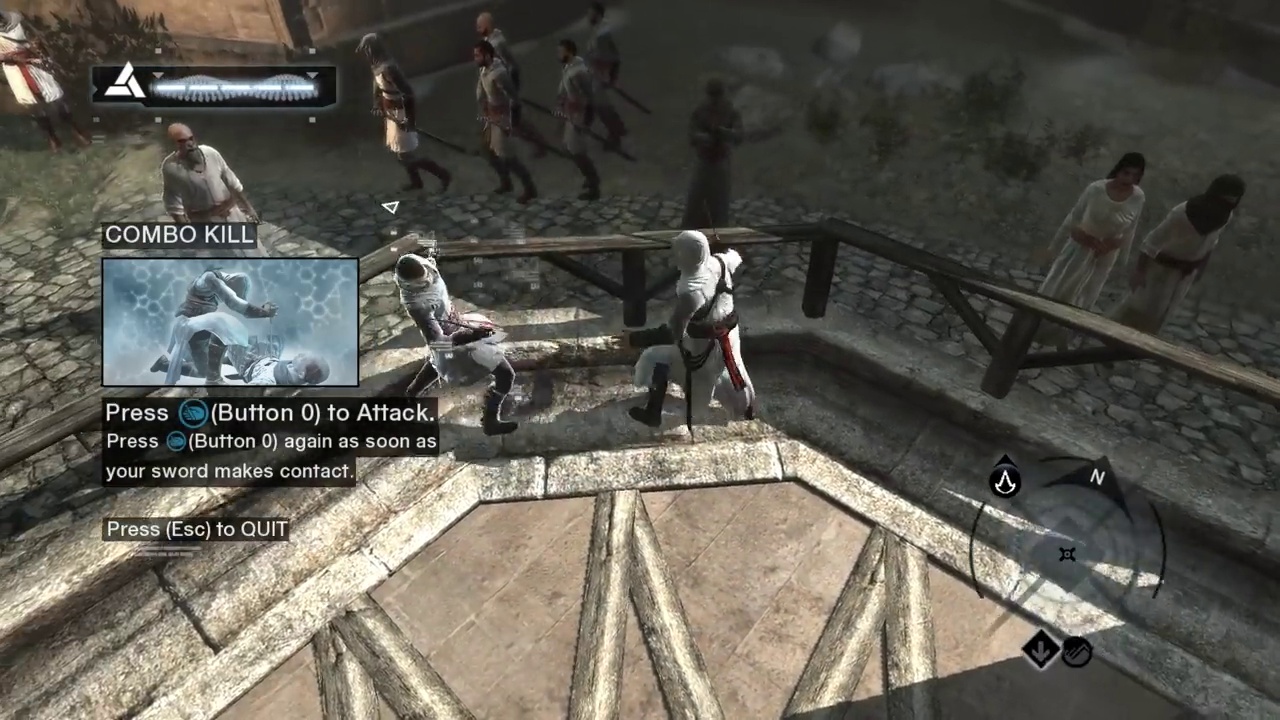 COMBO KILL
Press (Button 0) to Attack.
Press (Button 0) again as soon as
your sword makes contact.
Press (Esc) to QUIT
N